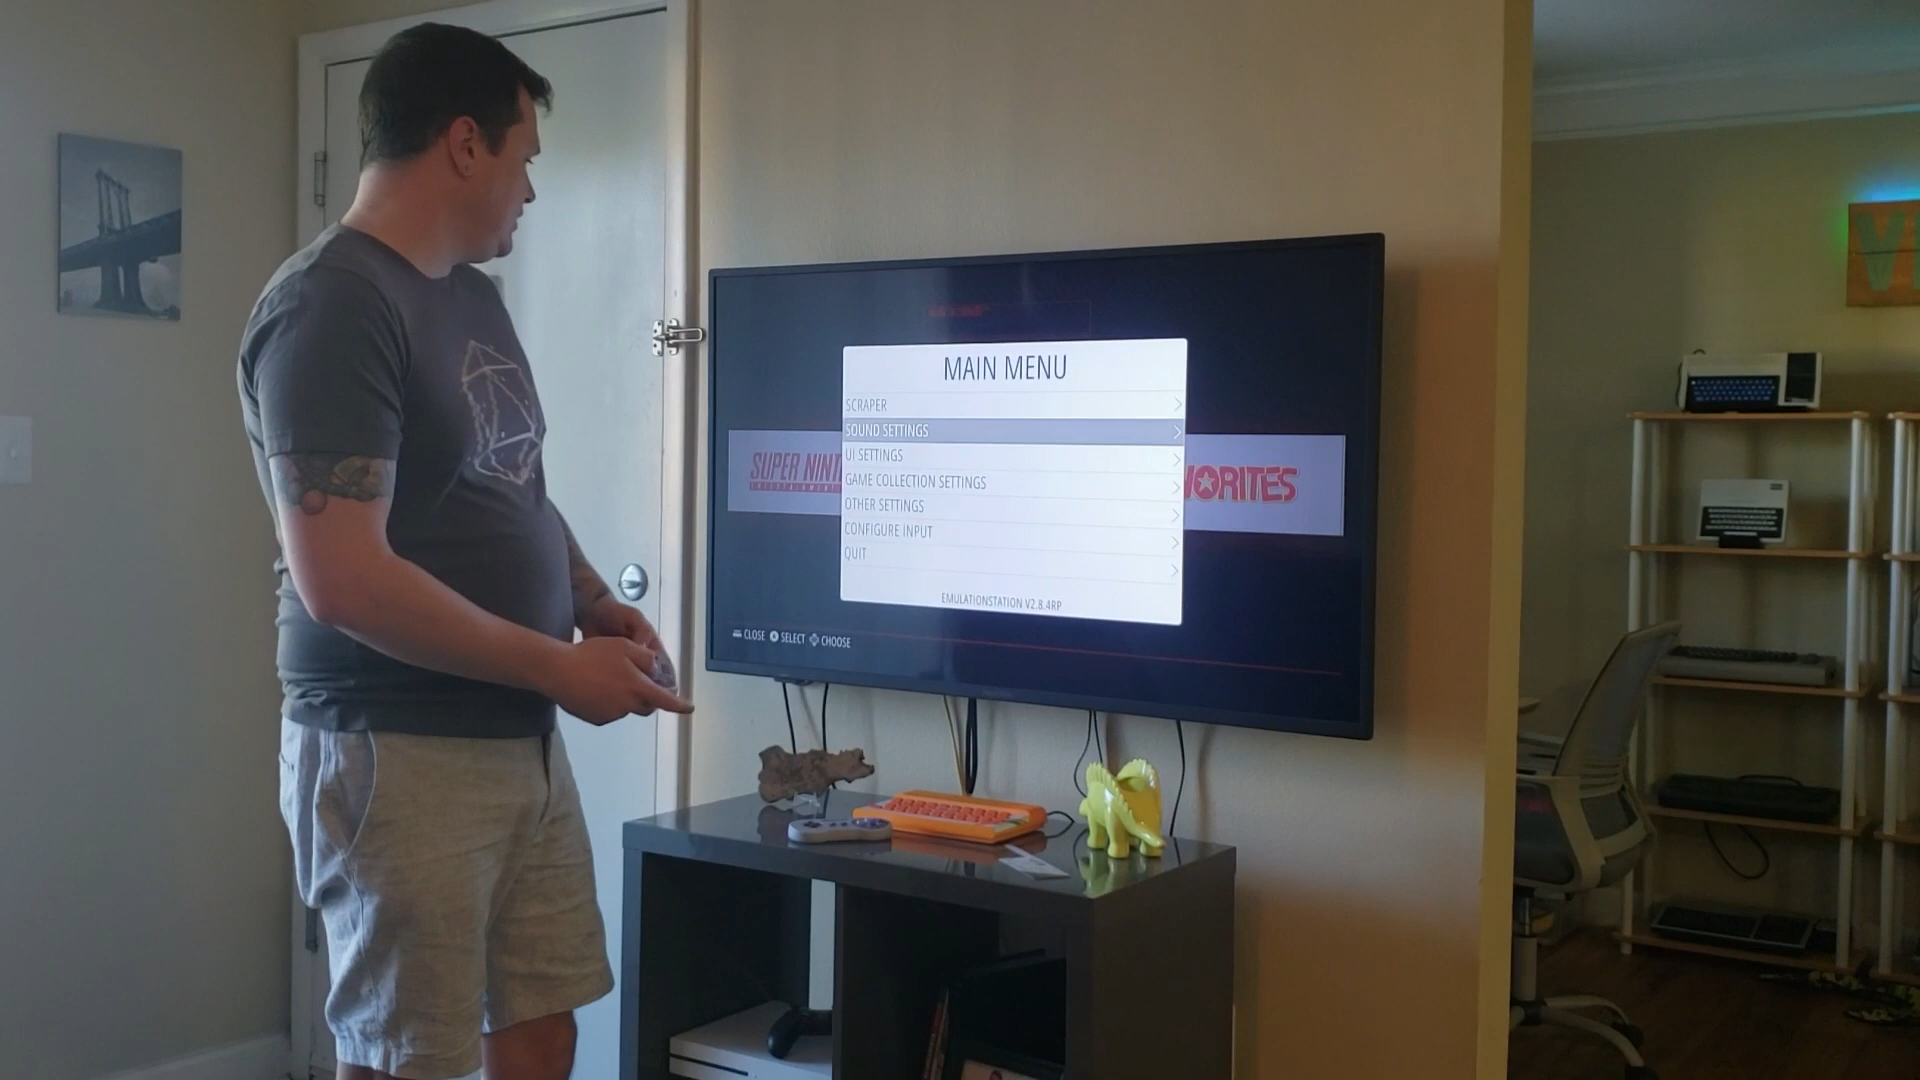 MAIN MENU
SCRAPER
SOUND SETTINGS
UI SETTINGS
GAME COLLECTION SETTINGS
OTHER SETTINGS
CONFIGURE INPUT
QUIT
EMULATIONSTATION V2.8.4RP
SUPER NINT
ENTERTAINMENT
VORITES
CLOSE SELECT CHOOSE